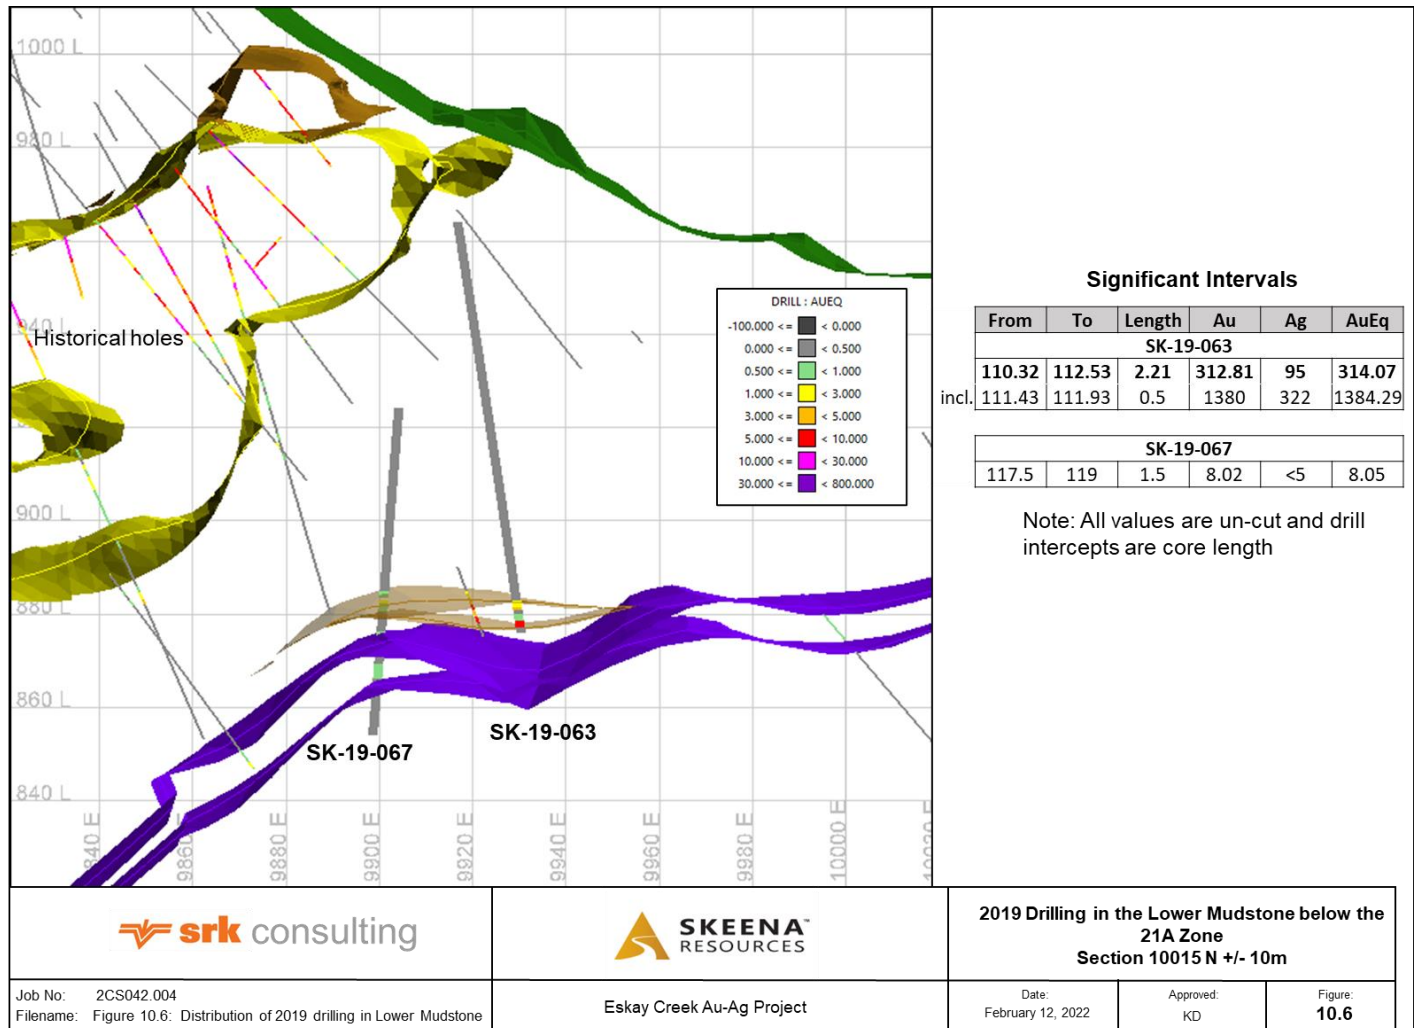 1000 L
980 L
940 L
Historical holes
900 L
880 L
860 L
840 L
SK-19-067
SK-19-063
840 E
9860 E
9880 E
9900 E
9920 E
9940 E
9960 E
9980 E
10000 E
10020 E
DRILL : AUEQ
-100.000 <= < 0.000
0.000 <= < 0.500
0.500 <= < 1.000
1.000 <= < 3.000
3.000 <= < 5.000
5.000 <= < 10.000
10.000 <= < 30.000
30.000 <= < 800.000
Significant Intervals
From To Length Au Ag AuEq
SK-19-063
110.32 112.53 2.21 312.81 95 314.07
incl. 111.43 111.93 0.5 1380 322 1384.29
SK-19-067
117.5 119 1.5 8.02 <5 8.05
Note: All values are un-cut and drill
intercepts are core length
srk consulting
SKEENA™
RESOURCES
2019 Drilling in the Lower Mudstone below the
21A Zone
Section 10015 N +/- 10m
Job No: 2CS042.004
Filename: Figure 10.6: Distribution of 2019 drilling in Lower Mudstone
Eskay Creek Au-Ag Project
Date:
February 12, 2022
Approved:
KD
Figure:
10.6